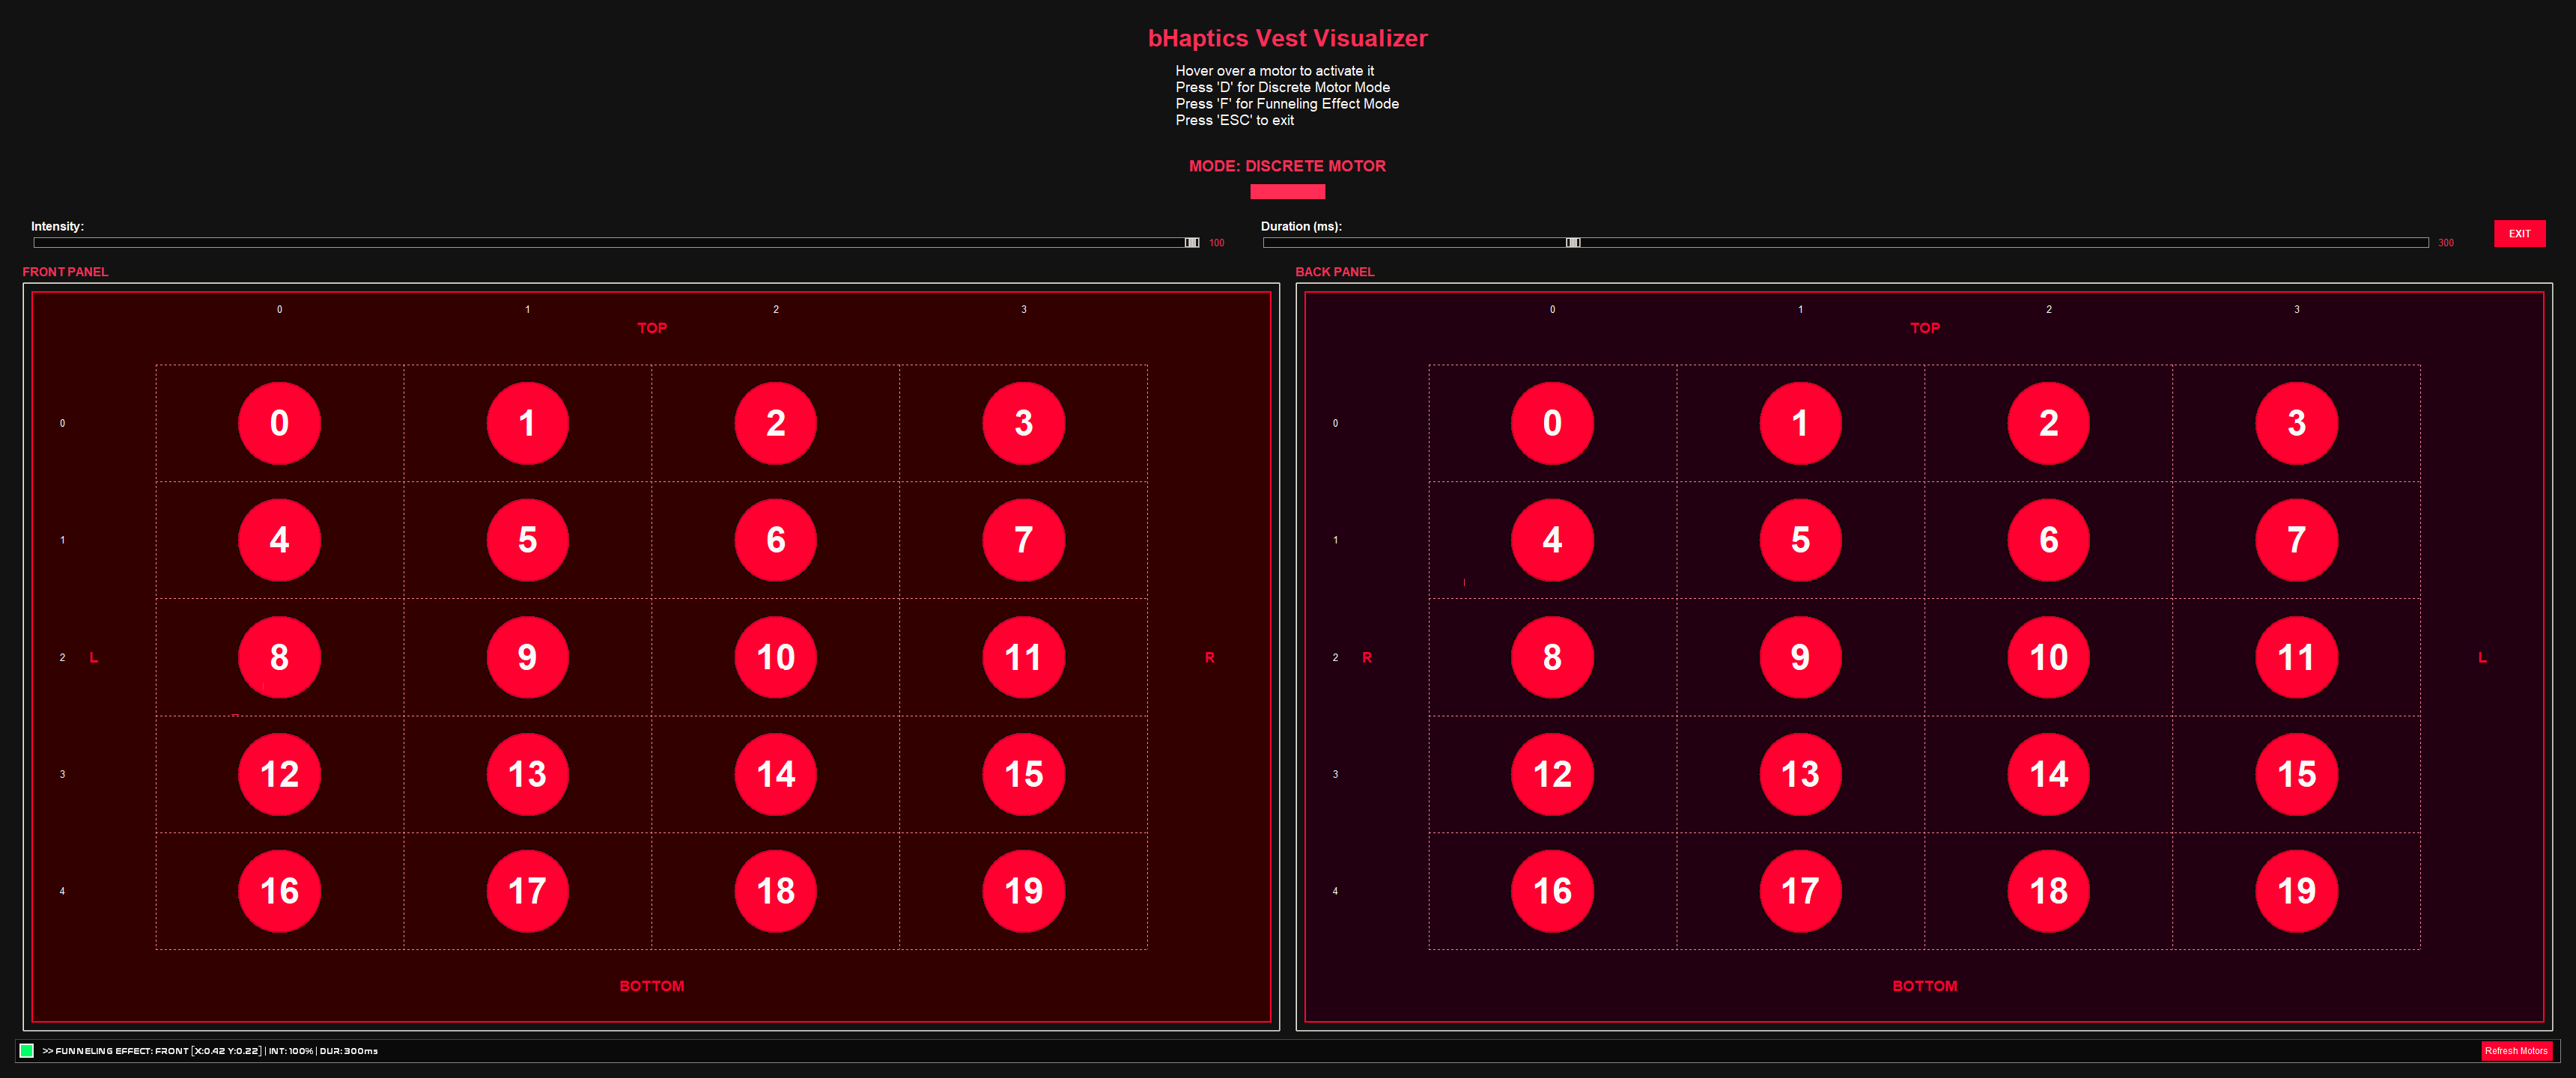 bHaptics Vest Visualizer
Hover over a motor to activate it
Press 'D' for Discrete Motor Mode
Press 'F' for Funneling Effect Mode
Press 'ESC' to exit
MODE: DISCRETE MOTOR
Intensity:
100
Duration (ms):
300
EXIT
FRONT PANEL
0 1 2 3
TOP
0 0 1 2 3
1 4 5 6 7
2 L 8 9 10 11 R
3 12 13 14 15
4 16 17 18 19
BOTTOM
BACK PANEL
0 1 2 3
TOP
0 0 1 2 3
1 4 5 6 7
2 R 8 9 10 11 L
3 12 13 14 15
4 16 17 18 19
BOTTOM
>> FUNNELING EFFECT: FRONT [X:0.42 Y:0.22] | INT: 100% | DUR: 300ms
Refresh Motors